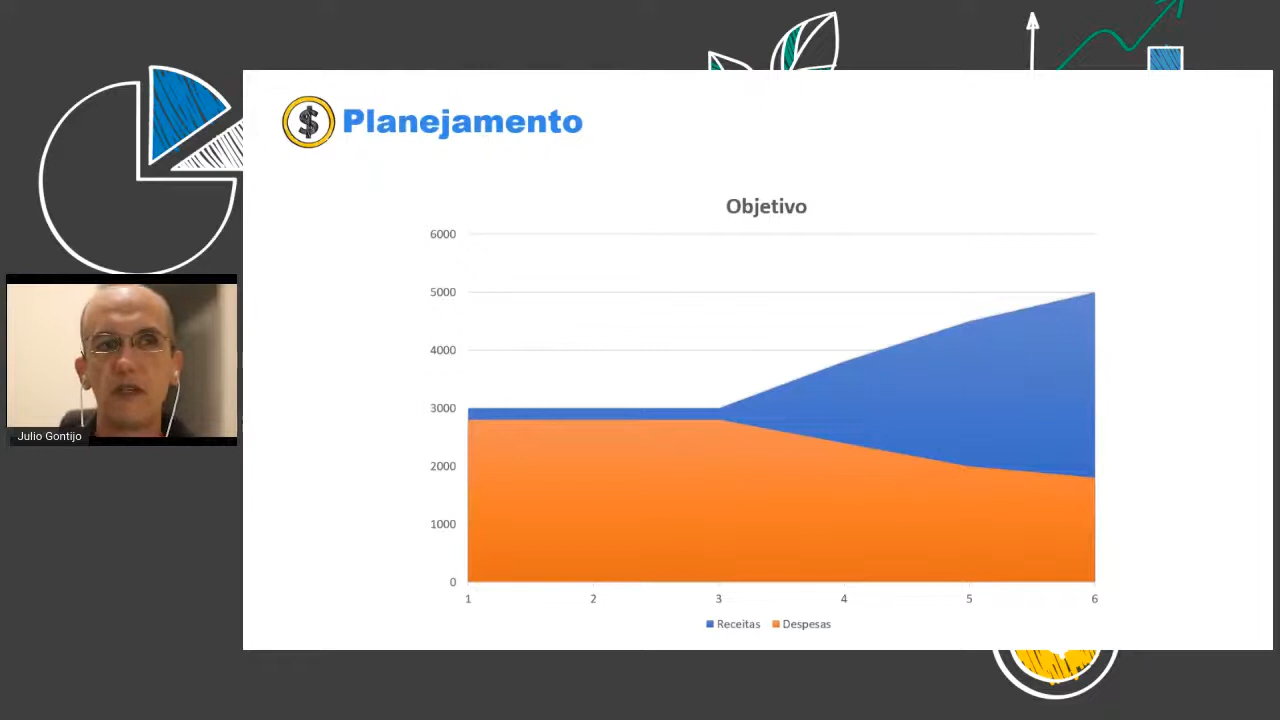 Planejamento
Objetivo
6000
5000
4000
3000
2000
1000
0
1 2 3 4 5 6
Receitas Despesas
Julio Gontijo